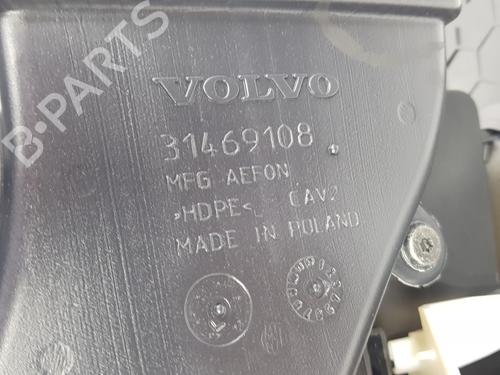 B-PARTS
VOLVO
31469108
MFG AEFON
>HDPE< CAV2
MADE IN POLAND